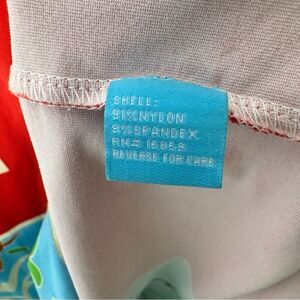 SHELL:
91%NYLON
9%SPANDEX
RN# 16859
REVERSE FOR CARE